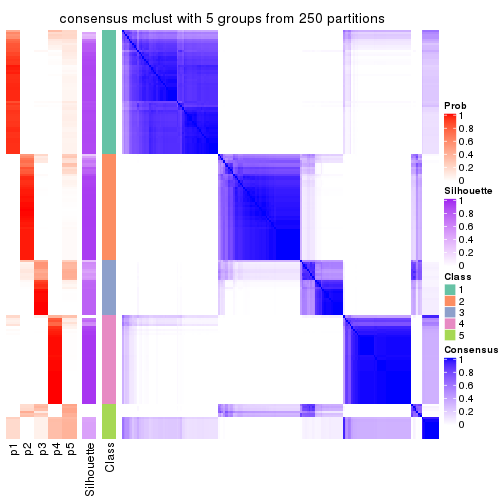 consensus mclust with 5 groups from 250 partitions
Prob
1
0.8
0.6
0.4
0.2
0
Silhouette
1
0.8
0.6
0.4
0.2
0
Class
1
2
3
4
5
Consensus
1
0.8
0.6
0.4
0.2
0
p1
p2
p3
p4
p5
Silhouette
Class